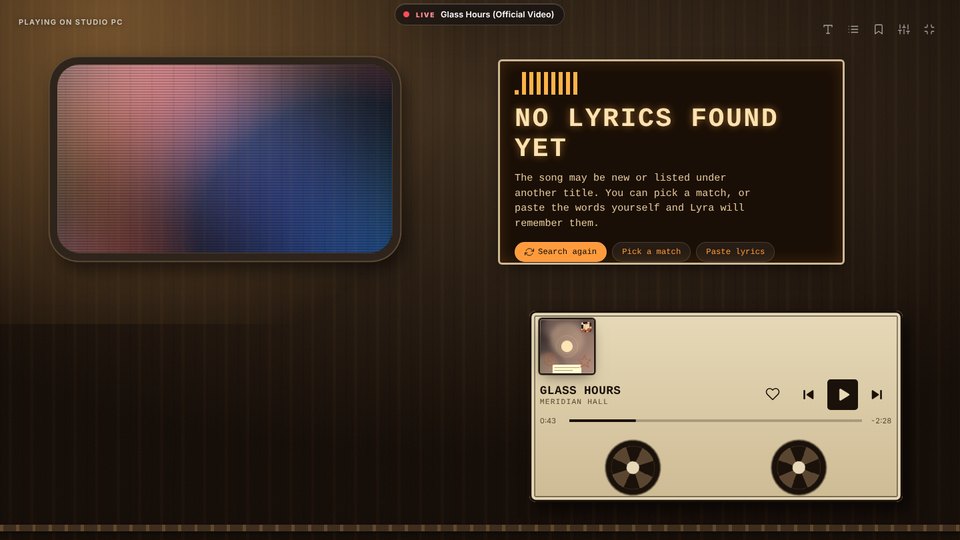 PLAYING ON STUDIO PC
LIVE Glass Hours (Official Video)
NO LYRICS FOUND
YET
The song may be new or listed under
another title. You can pick a match, or
paste the words yourself and Lyra will
remember them.
Search again
Pick a match
Paste lyrics
GLASS HOURS
MERIDIAN HALL
0:43
-2:28